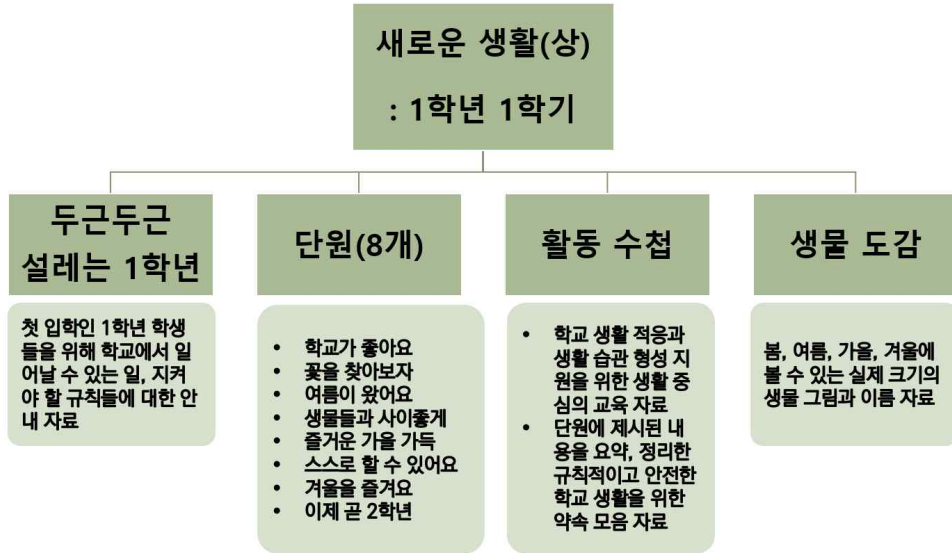 새로운 생활(상)
: 1학년 1학기
두근두근
설레는 1학년
첫 입학인 1학년 학생
들을 위해 학교에서 일
어날 수 있는 일, 지켜
야 할 규칙들에 대한 안
내 자료
단원(8개)
• 학교가 좋아요
• 꽃을 찾아보자
• 여름이 왔어요
• 생물들과 사이좋게
• 즐거운 가을 가득
• 스스로 할 수 있어요
• 겨울을 즐겨요
• 이제 곧 2학년
활동 수첩
• 학교 생활 적응과
생활 습관 형성 지
원을 위한 생활 중
심의 교육 자료
• 단원에 제시된 내
용을 요약, 정리한
규칙적이고 안전한
학교 생활을 위한
약속 모음 자료
생물 도감
봄, 여름, 가을, 겨울에
볼 수 있는 실제 크기의
생물 그림과 이름 자료